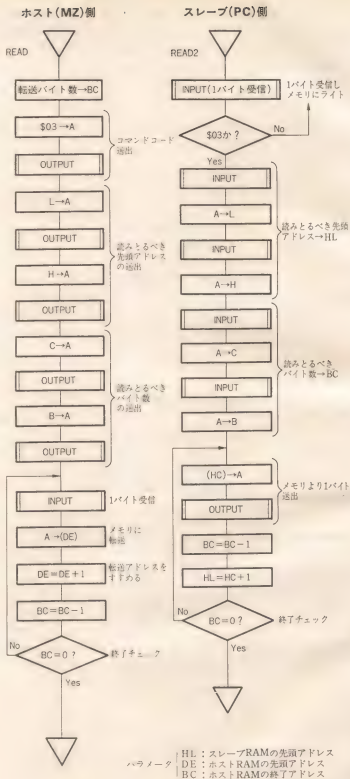 ホスト(MZ)側
READ
転送バイト数→BC
$03→A
OUTPUT
コマンドコード
送出
L→A
OUTPUT
H→A
OUTPUT
読みとるべき
先頭アドレス
の送出
C→A
OUTPUT
B→A
OUTPUT
読みとるべき
バイト数
の送出
INPUT
1バイト受信
A→(DE)
メモリに
転送
DE=DE+1
転送アドレスを
すすめる
BC=BC−1
No
BC=0 ?
終了チェック
Yes
スレーブ(PC)側
READ2
INPUT(1バイト受信)
1バイト受信し
メモリにライト
$03か?
No
Yes
INPUT
A→L
INPUT
A→H
読みとるべき先頭
アドレス→HL
INPUT
A→C
INPUT
A→B
読みとるべき
バイト数→BC
(HC)→A
OUTPUT
メモリより1バイト
送出
BC=BC−1
HL=HC+1
No
BC=0?
終了チェック
Yes
パラメータ
HL:スレーブRAMの先頭アドレス
DE:ホストRAMの先頭アドレス
BC:ホストRAMの終了アドレス